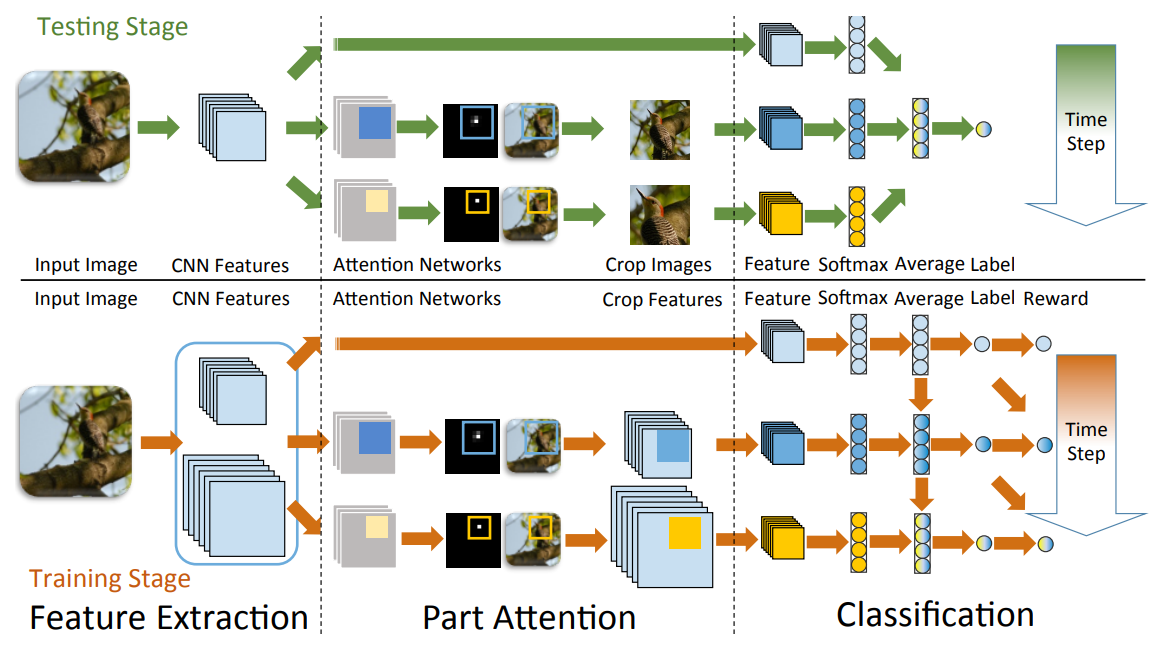 Testing Stage
Time
Step
Input Image CNN Features Attention Networks Crop Images Feature Softmax Average Label
Input Image CNN Features Attention Networks Crop Features Feature Softmax Average Label Reward
Time
Step
Training Stage
Feature Extraction Part Attention Classification